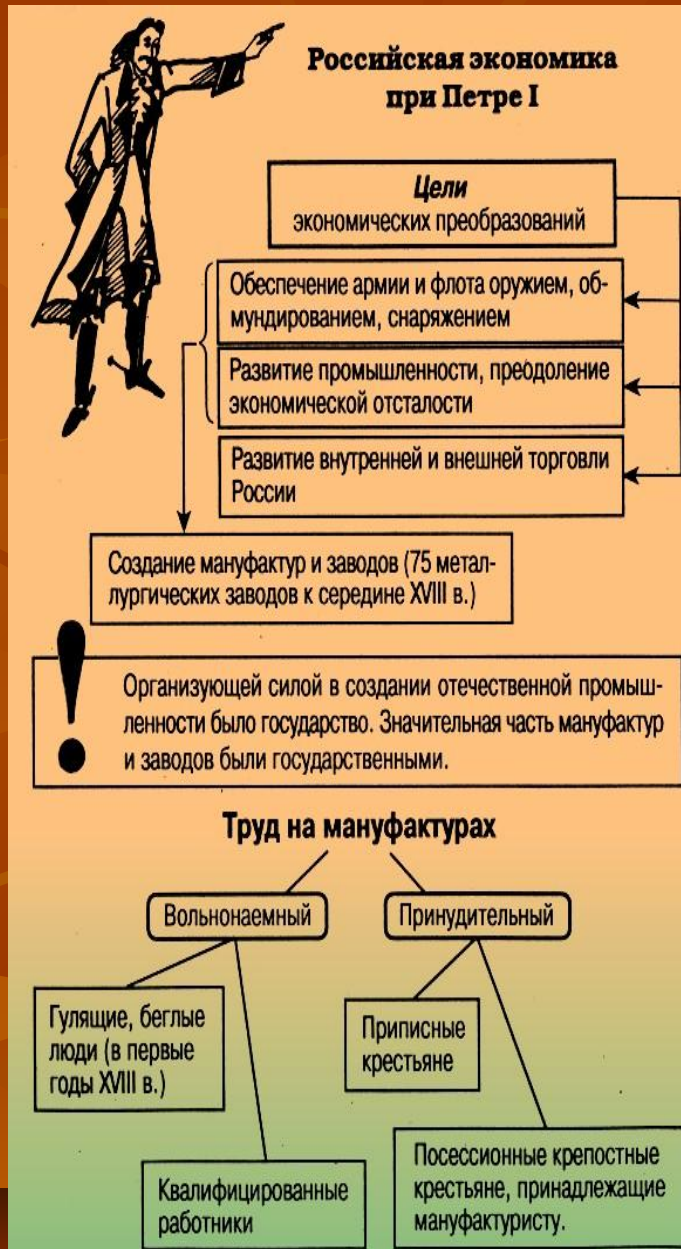 Российская экономика
при Петре I
Цели
экономических преобразований
Обеспечение армии и флота оружием, об-
мундированием, снаряжением
Развитие промышленности, преодоление
экономической отсталости
Развитие внутренней и внешней торговли
России
Создание мануфактур и заводов (75 метал-
лургических заводов к середине XVIII в.)
!
Организующей силой в создании отечественной промыш-
ленности было государство. Значительная часть мануфактур
и заводов были государственными.
Труд на мануфактурах
Вольнонаемный
Принудительный
Гулящие, беглые
люди (в первые
годы XVIII в.)
Приписные
крестьяне
Квалифицированные
работники
Посессионные крепостные
крестьяне, принадлежащие
мануфактуристу.